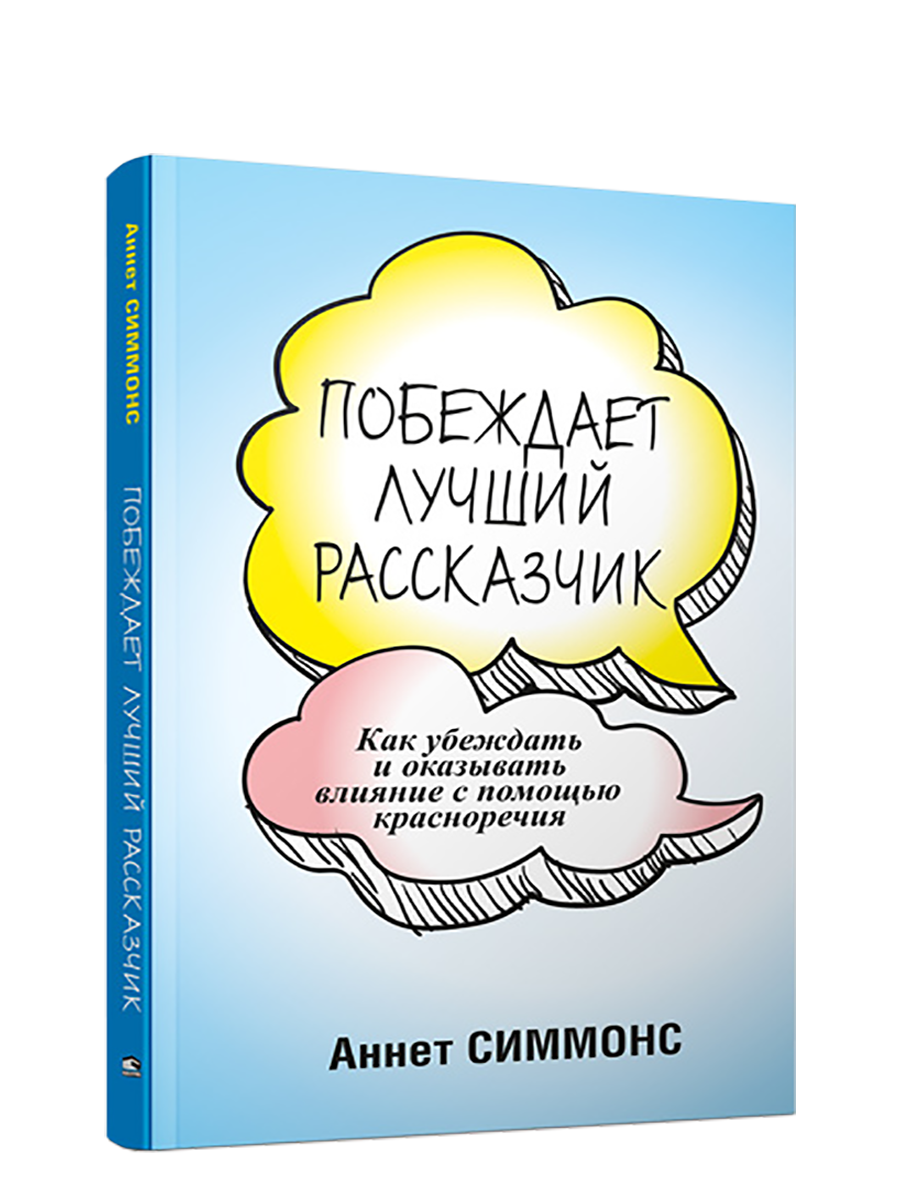 Аннет СИММОНС
ПОБЕЖДАЕТ ЛУЧШИЙ РАССКАЗЧИК
ПОБЕЖДАЕТ
ЛУЧШИЙ
РАССКАЗЧИК
Как убеждать
и оказывать
влияние с помощью
красноречия
Аннет СИММОНС